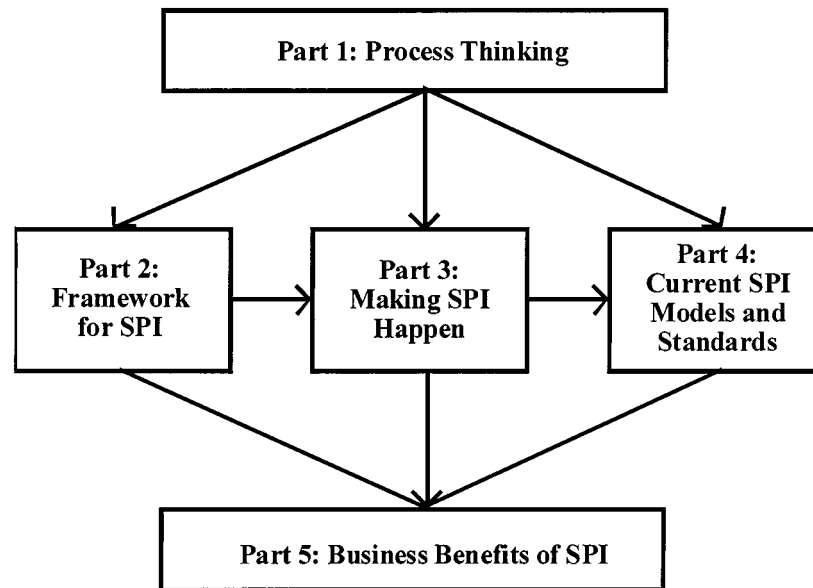 Part 1: Process Thinking
Part 2:
Framework
for SPI
Part 3:
Making SPI
Happen
Part 4:
Current SPI
Models and
Standards
Part 5: Business Benefits of SPI